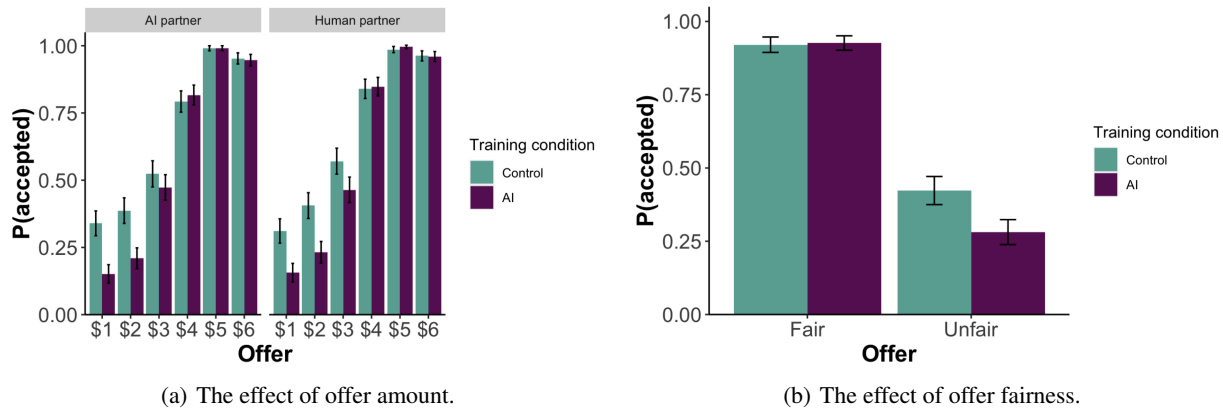 AI partner
Human partner
1.00
0.75
0.50
0.25
0.00
P(accepted)
$1 $2 $3 $4 $5 $6
$1 $2 $3 $4 $5 $6
Offer
Training condition
Control
AI
(a) The effect of offer amount.
1.00
0.75
0.50
0.25
0.00
P(accepted)
Fair
Unfair
Offer
Training condition
Control
AI
(b) The effect of offer fairness.